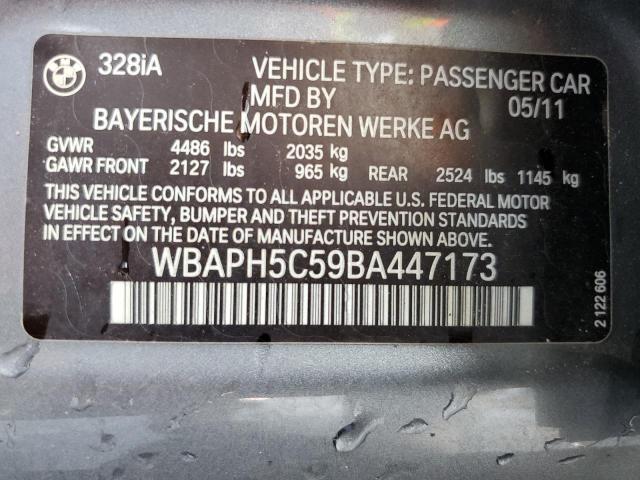 328iA VEHICLE TYPE: PASSENGER CAR
MFD BY 05/11
BAYERISCHE MOTOREN WERKE AG
GVWR 4486 lbs 2035 kg
GAWR FRONT 2127 lbs 965 kg REAR 2524 lbs 1145 kg
THIS VEHICLE CONFORMS TO ALL APPLICABLE U.S. FEDERAL MOTOR
VEHICLE SAFETY, BUMPER AND THEFT PREVENTION STANDARDS
IN EFFECT ON THE DATE OF MANUFACTURE SHOWN ABOVE.
WBAPH5C59BA447173
2 122 606